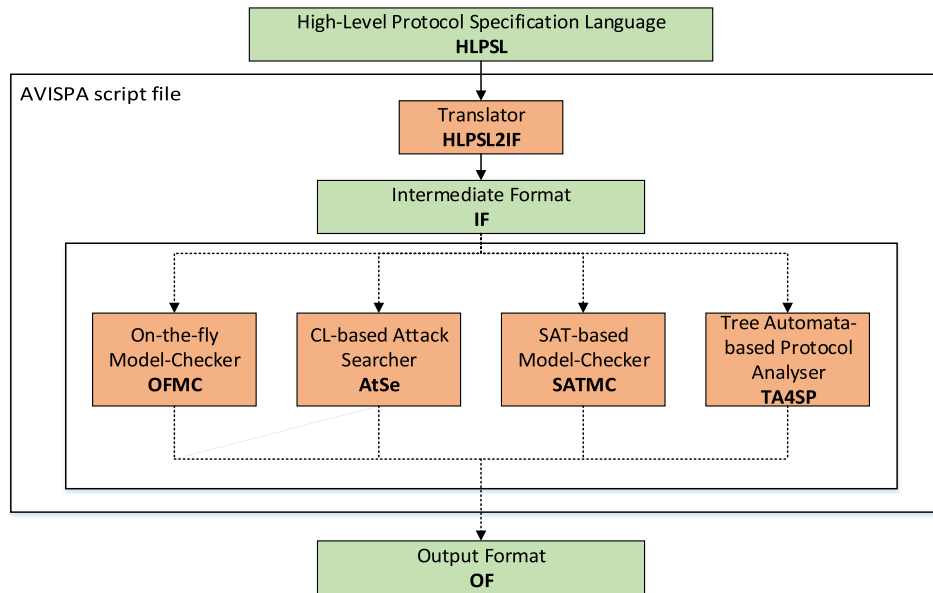 High-Level Protocol Specification Language
HLPSL
AVISPA script file
Translator
HLPSL2IF
Intermediate Format
IF
On-the-fly
Model-Checker
OFMC
CL-based Attack
Searcher
AtSe
SAT-based
Model-Checker
SATMC
Tree Automata-
based Protocol
Analyser
TA4SP
Output Format
OF